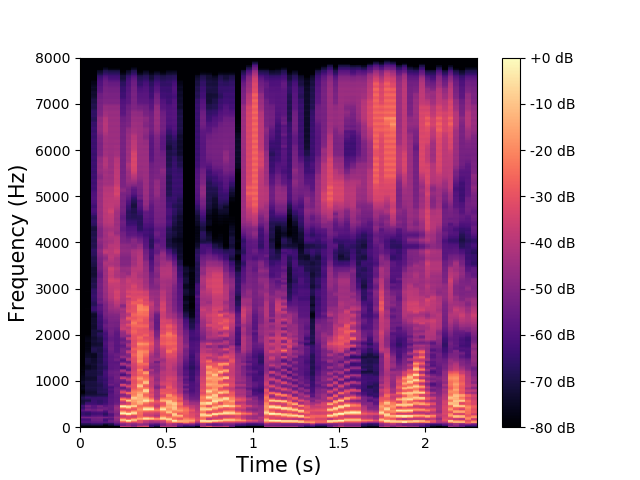 8000
7000
6000
5000
4000
3000
2000
1000
0
Frequency (Hz)
0
0.5
1
1.5
2
Time (s)
+0 dB
-10 dB
-20 dB
-30 dB
-40 dB
-50 dB
-60 dB
-70 dB
-80 dB